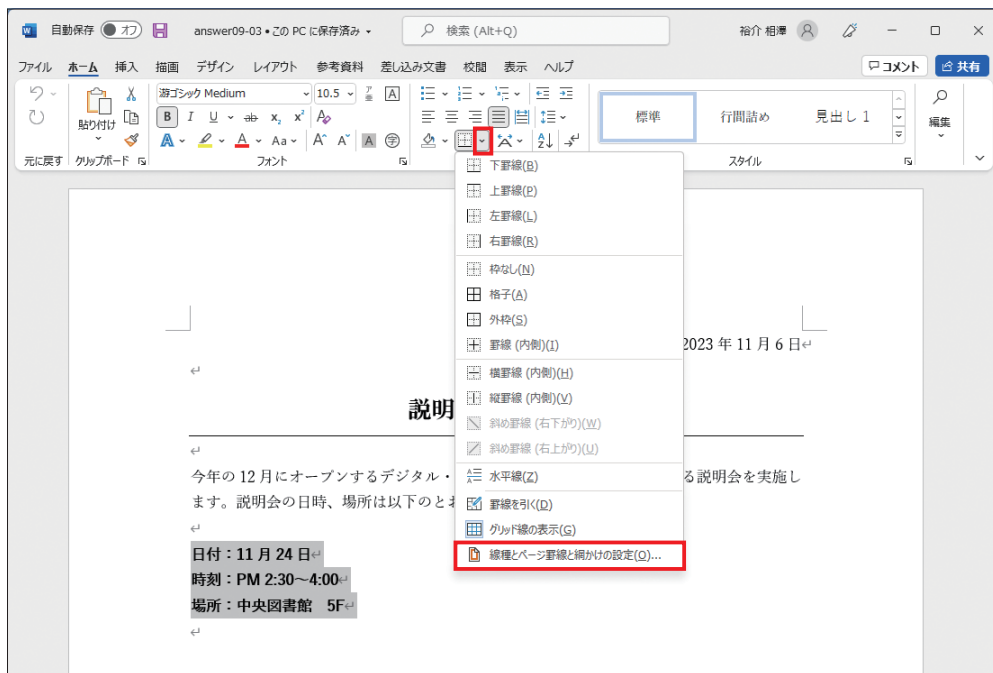 自動保存 オフ answer09-03 • この PC に保存済み 検索 (Alt+Q) 裕介 相澤
ファイル ホーム 挿入 描画 デザイン レイアウト 参考資料 差し込み文書 校閲 表示 ヘルプ コメント 共有
貼り付け 游ゴシック Medium 10.5 A 標準 行間詰め 見出し 1 編集
B I U ab x₂ x² A
A A Aa A A A 字
元に戻す クリップボード フォント スタイル
下罫線(B)
上罫線(P)
左罫線(L)
右罫線(R)
枠なし(N)
格子(A)
外枠(S)
罫線 (内側)(I)
横罫線 (内側)(H)
縦罫線 (内側)(V)
斜め罫線 (右下がり)(W)
斜め罫線 (右上がり)(U)
水平線(Z)
罫線を引く(D)
グリッド線の表示(G)
線種とページ罫線と網かけの設定(O)...
2023 年 11 月 6 日
説明
今年の 12 月にオープンするデジタル・ る説明会を実施し
ます。説明会の日時、場所は以下のとお
日付：11 月 24 日
時刻：PM 2:30～4:00
場所：中央図書館　5F